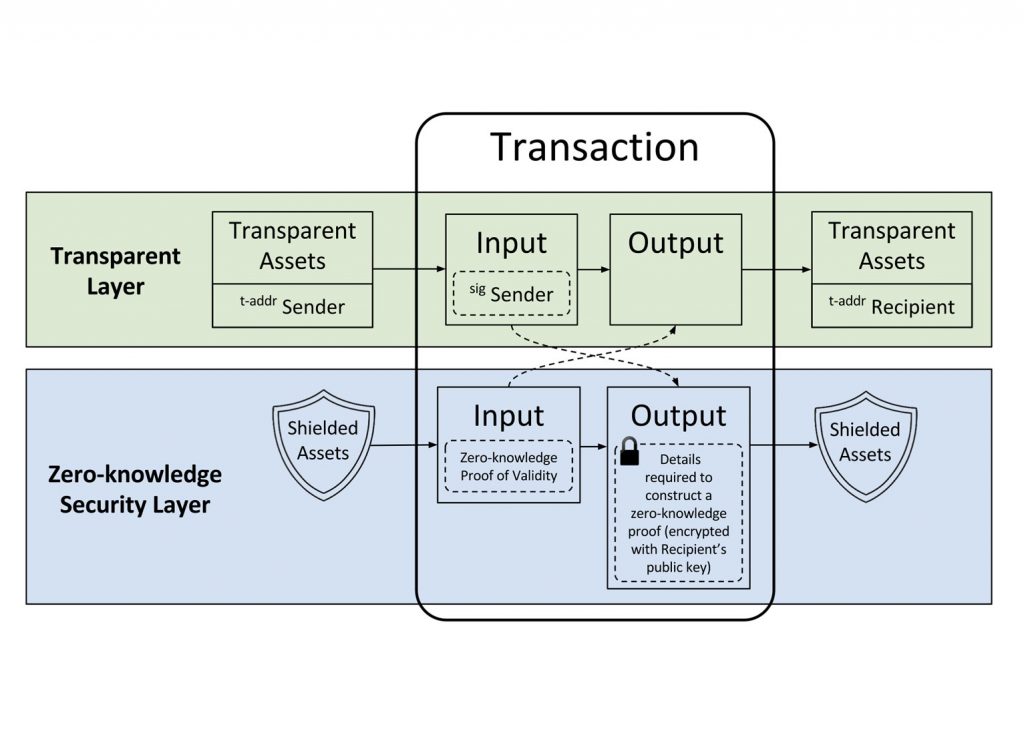 Transaction
Transparent
Layer
Transparent
Assets
t-addr Sender
Input
sig Sender
Output
Transparent
Assets
t-addr Recipient
Zero-knowledge
Security Layer
Shielded
Assets
Input
Zero-knowledge
Proof of Validity
Output
Details
required to
construct a
zero-knowledge
proof (encrypted
with Recipient’s
public key)
Shielded
Assets